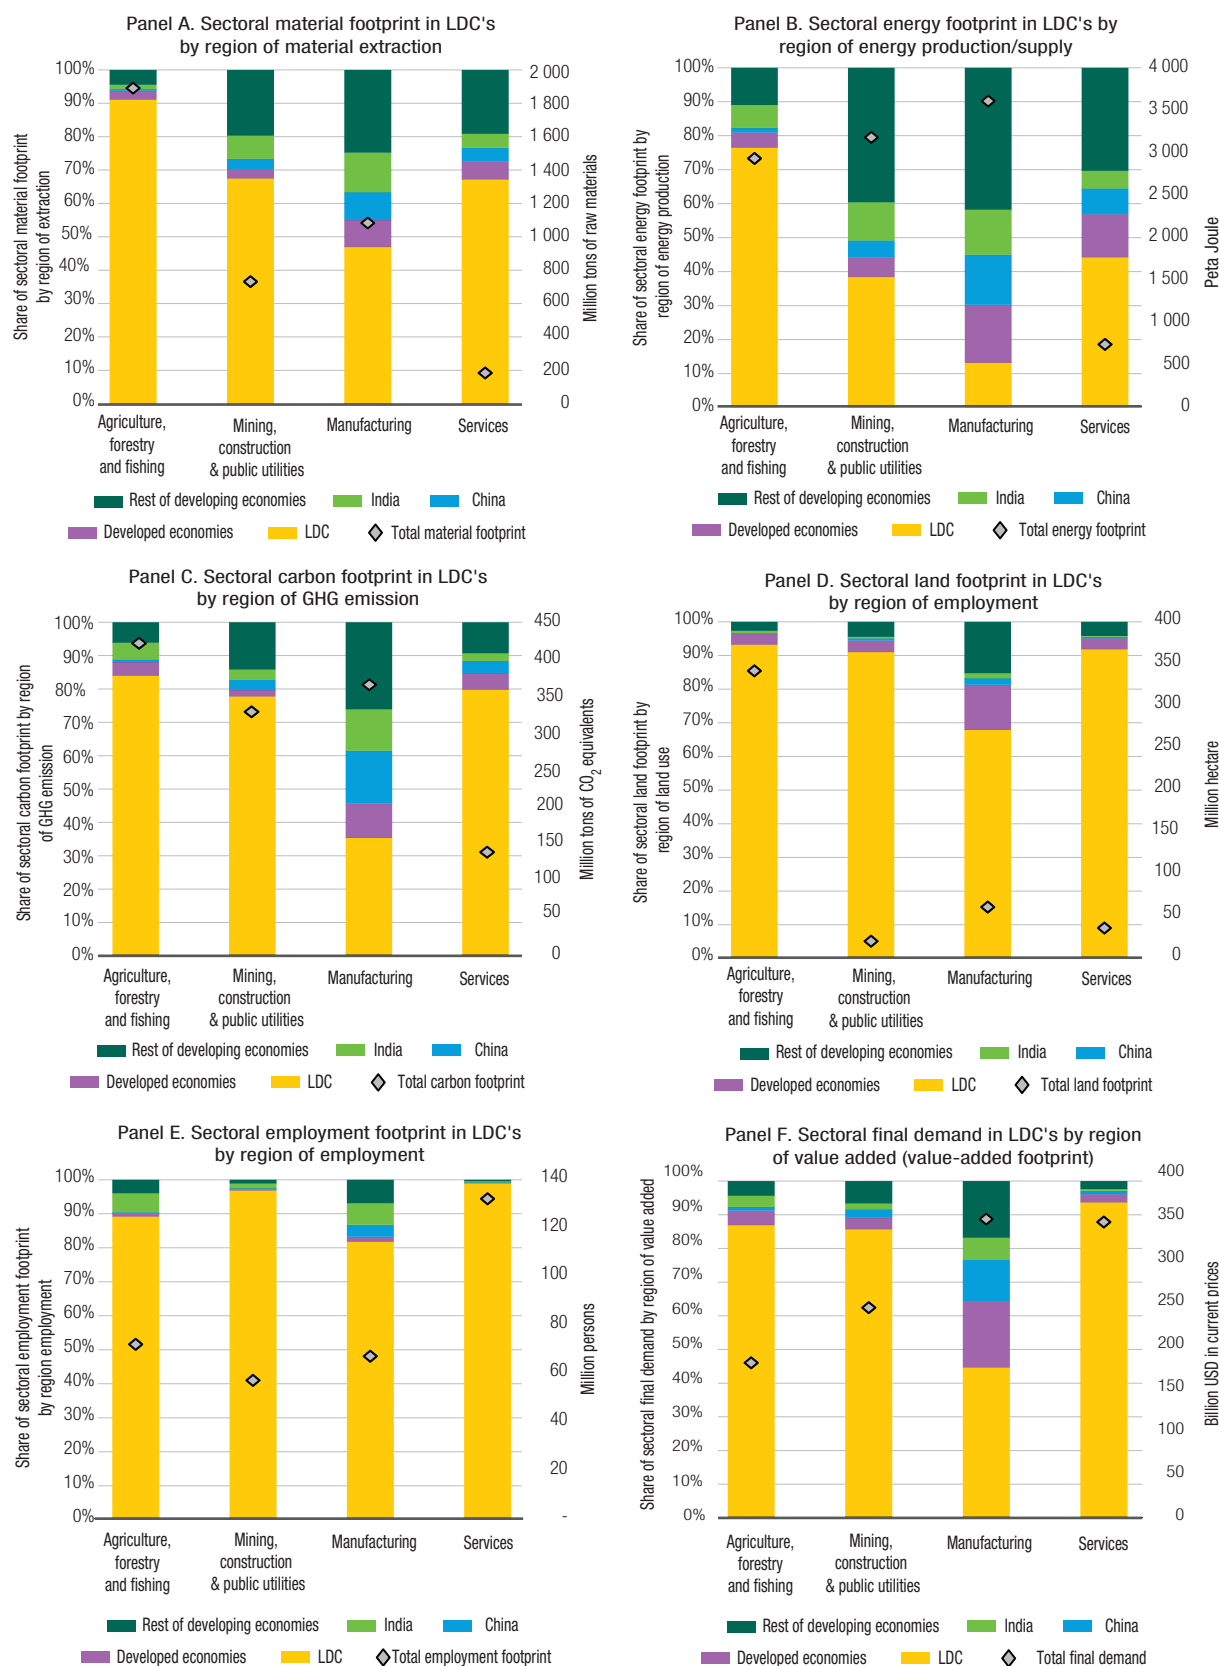 Panel A. Sectoral material footprint in LDC's
by region of material extraction
Share of sectoral material footprint
by region of extraction
100%
90%
80%
70%
60%
50%
40%
30%
20%
10%
0%
2 000
1 800
1 600
1 400
1 200
1 000
800
600
400
200
0
Million tons of raw materials
Agriculture,
forestry
and fishing
Mining,
construction
& public utilities
Manufacturing
Services
Rest of developing economies
India
China
Developed economies
LDC
Total material footprint
Panel B. Sectoral energy footprint in LDC's by
region of energy production/supply
Share of sectoral energy footprint by
region of energy production
100%
90%
80%
70%
60%
50%
40%
30%
20%
10%
0%
4 000
3 500
3 000
2 500
2 000
1 500
1 000
500
0
Peta Joule
Agriculture,
forestry
and fishing
Mining,
construction
& public utilities
Manufacturing
Services
Rest of developing economies
India
China
Developed economies
LDC
Total energy footprint
Panel C. Sectoral carbon footprint in LDC's
by region of GHG emission
Share of sectoral carbon footprint by region
of GHG emission
100%
90%
80%
70%
60%
50%
40%
30%
20%
10%
0%
450
400
350
300
250
200
150
100
50
0
Million tons of CO₂ equivalents
Agriculture,
forestry
and fishing
Mining,
construction
& public utilities
Manufacturing
Services
Rest of developing economies
India
China
Developed economies
LDC
Total carbon footprint
Panel D. Sectoral land footprint in LDC's
by region of employment
Share of sectoral land footprint by
region of land use
100%
90%
80%
70%
60%
50%
40%
30%
20%
10%
0%
400
350
300
250
200
150
100
50
0
Million hectare
Agriculture,
forestry
and fishing
Mining,
construction
& public utilities
Manufacturing
Services
Rest of developing economies
India
China
Developed economies
LDC
Total land footprint
Panel E. Sectoral employment footprint in LDC's
by region of employment
Share of sectoral employment footprint
by region employment
100%
90%
80%
70%
60%
50%
40%
30%
20%
10%
0%
140
120
100
80
60
40
20
-
Million persons
Agriculture,
forestry
and fishing
Mining,
construction
& public utilities
Manufacturing
Services
Rest of developing economies
India
China
Developed economies
LDC
Total employment footprint
Panel F. Sectoral final demand in LDC's by region
of value added (value-added footprint)
Share of sectoral final demand by region of value added
100%
90%
80%
70%
60%
50%
40%
30%
20%
10%
0%
400
350
300
250
200
150
100
50
0
Billion USD in current prices
Agriculture,
forestry
and fishing
Mining,
construction
& public utilities
Manufacturing
Services
Rest of developing economies
India
China
Developed economies
LDC
Total final demand